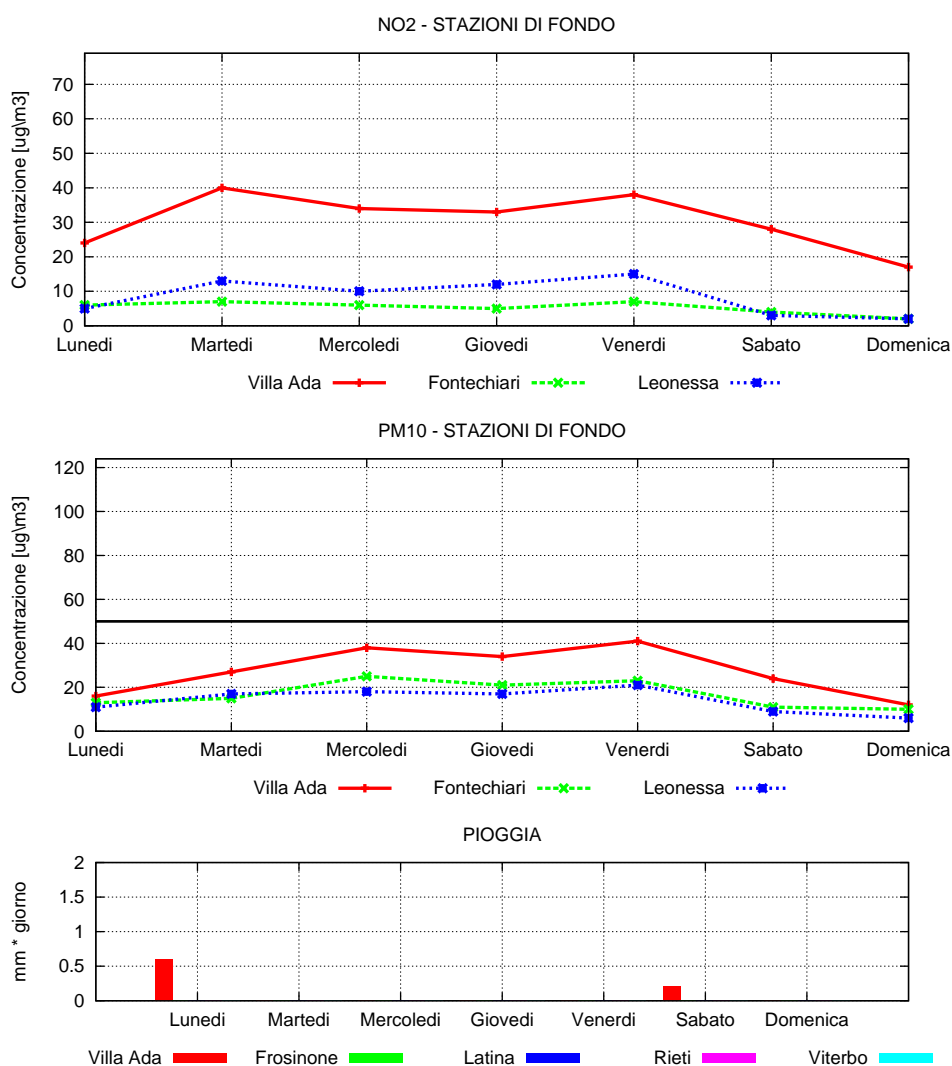 NO2 - STAZIONI DI FONDO
Concentrazione [ug\m3]
70
60
50
40
30
20
10
0
Lunedi Martedi Mercoledi Giovedi Venerdi Sabato Domenica
Villa Ada Fontechiari Leonessa
PM10 - STAZIONI DI FONDO
Concentrazione [ug\m3]
120
100
80
60
40
20
0
Lunedi Martedi Mercoledi Giovedi Venerdi Sabato Domenica
Villa Ada Fontechiari Leonessa
PIOGGIA
mm * giorno
2
1.5
1
0.5
0
Lunedi Martedi Mercoledi Giovedi Venerdi Sabato Domenica
Villa Ada Frosinone Latina Rieti Viterbo